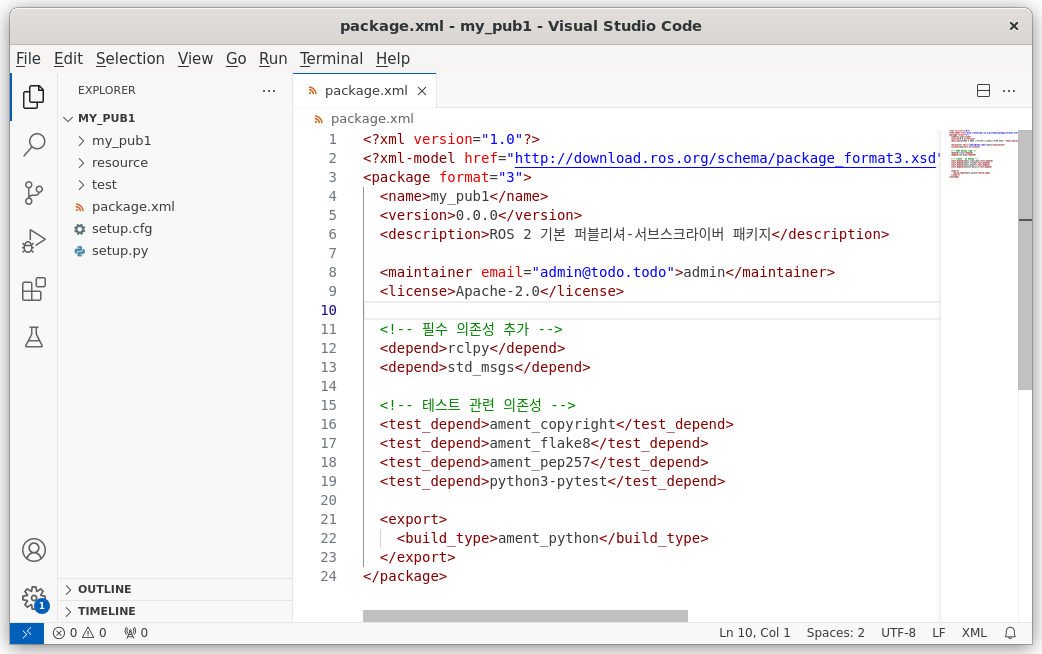 package.xml - my_pub1 - Visual Studio Code
File Edit Selection View Go Run Terminal Help
EXPLORER
MY_PUB1
my_pub1
resource
test
package.xml
setup.cfg
setup.py
OUTLINE
TIMELINE
1
package.xml
package.xml
1 <?xml version="1.0"?>
2 <?xml-model href="http://download.ros.org/schema/package_format3.xsd"
3 <package format="3">
4 <name>my_pub1</name>
5 <version>0.0.0</version>
6 <description>ROS 2 기본 퍼블리셔-서브스크라이버 패키지</description>
7
8 <maintainer email="admin@todo.todo">admin</maintainer>
9 <license>Apache-2.0</license>
10
11 <!-- 필수 의존성 추가 -->
12 <depend>rclpy</depend>
13 <depend>std_msgs</depend>
14
15 <!-- 테스트 관련 의존성 -->
16 <test_depend>ament_copyright</test_depend>
17 <test_depend>ament_flake8</test_depend>
18 <test_depend>ament_pep257</test_depend>
19 <test_depend>python3-pytest</test_depend>
20
21 <export>
22 <build_type>ament_python</build_type>
23 </export>
24 </package>
0 0 0 Ln 10, Col 1 Spaces: 2 UTF-8 LF XML